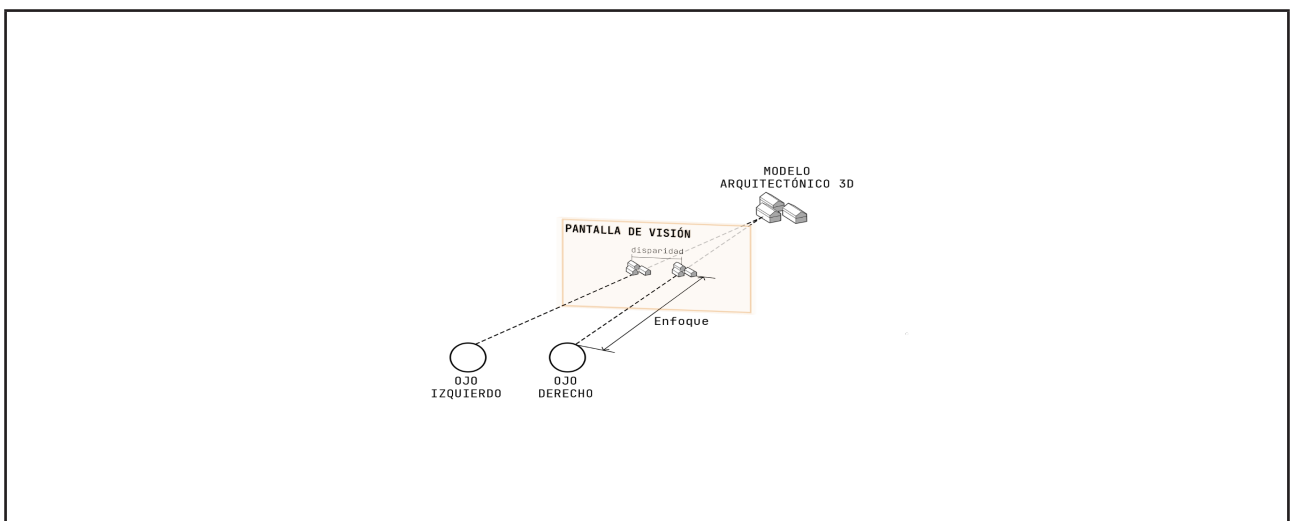 MODELO
ARQUITECTÓNICO 3D
PANTALLA DE VISIÓN
disparidad
Enfoque
OJO
IZQUIERDO
OJO
DERECHO